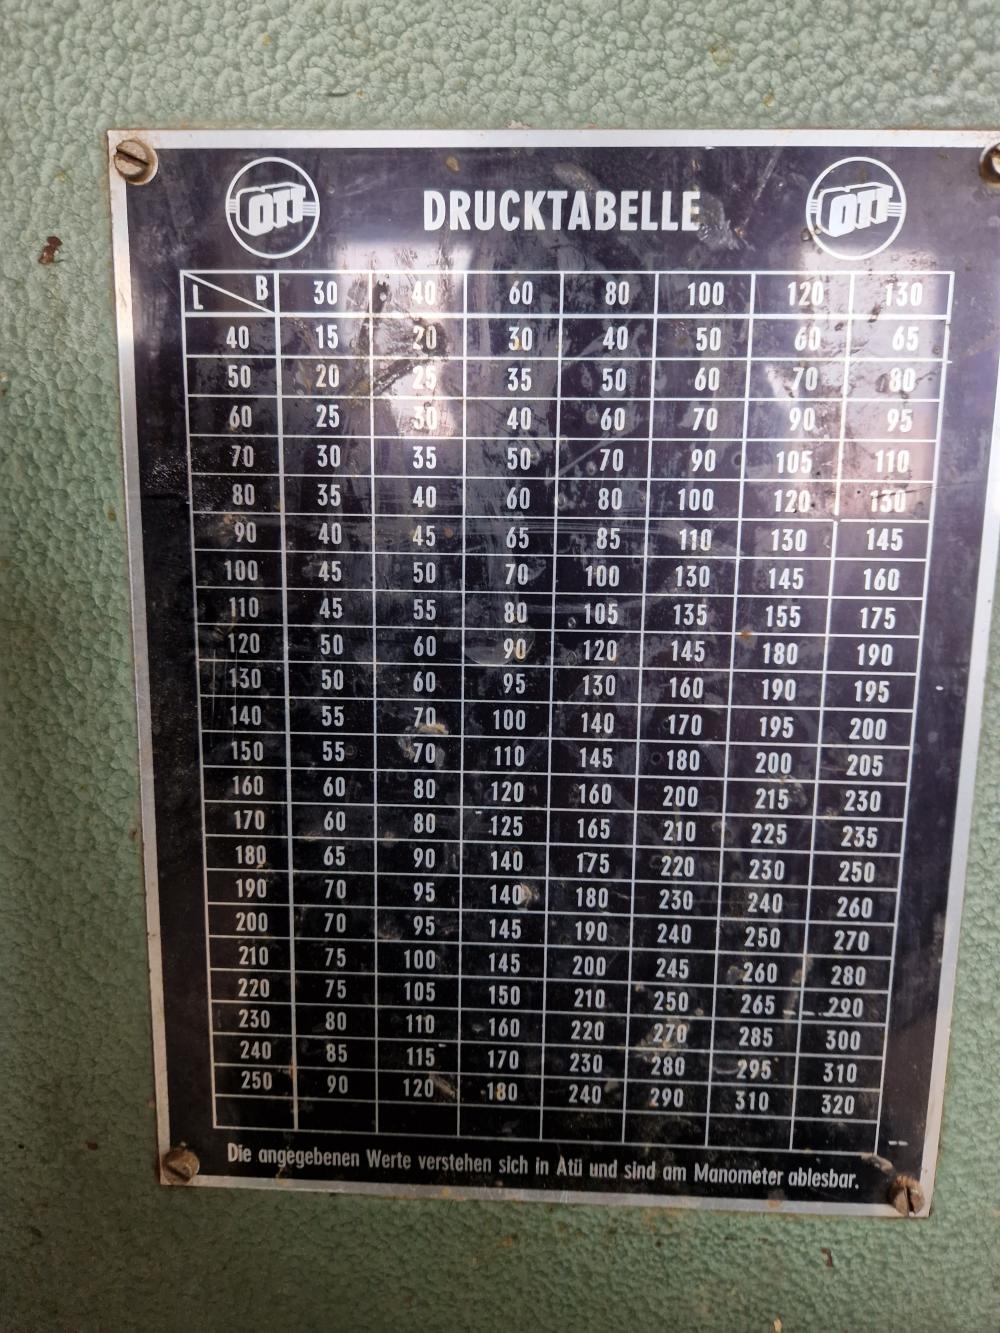 OTT DRUCKTABELLE OTT
L B 30 40 60 80 100 120 130
40 15 20 30 40 50 60 65
50 20 25 35 50 60 70 80
60 25 30 40 60 70 90 95
70 30 35 50 70 90 105 110
80 35 40 60 80 100 120 130
90 40 45 65 85 110 130 145
100 45 50 70 100 130 145 160
110 45 55 80 105 135 155 175
120 50 60 90 120 145 180 190
130 50 60 95 130 160 190 195
140 55 70 100 140 170 195 200
150 55 70 110 145 180 200 205
160 60 80 120 160 200 215 230
170 60 80 125 165 210 225 235
180 65 90 140 175 220 230 250
190 70 95 140 180 230 240 260
200 70 95 145 190 240 250 270
210 75 100 145 200 245 260 280
220 75 105 150 210 250 265 290
230 80 110 160 220 270 285 300
240 85 115 170 230 280 295 310
250 90 120 180 240 290 310 320
Die angegebenen Werte verstehen sich in Atü und sind am Manometer ablesbar.